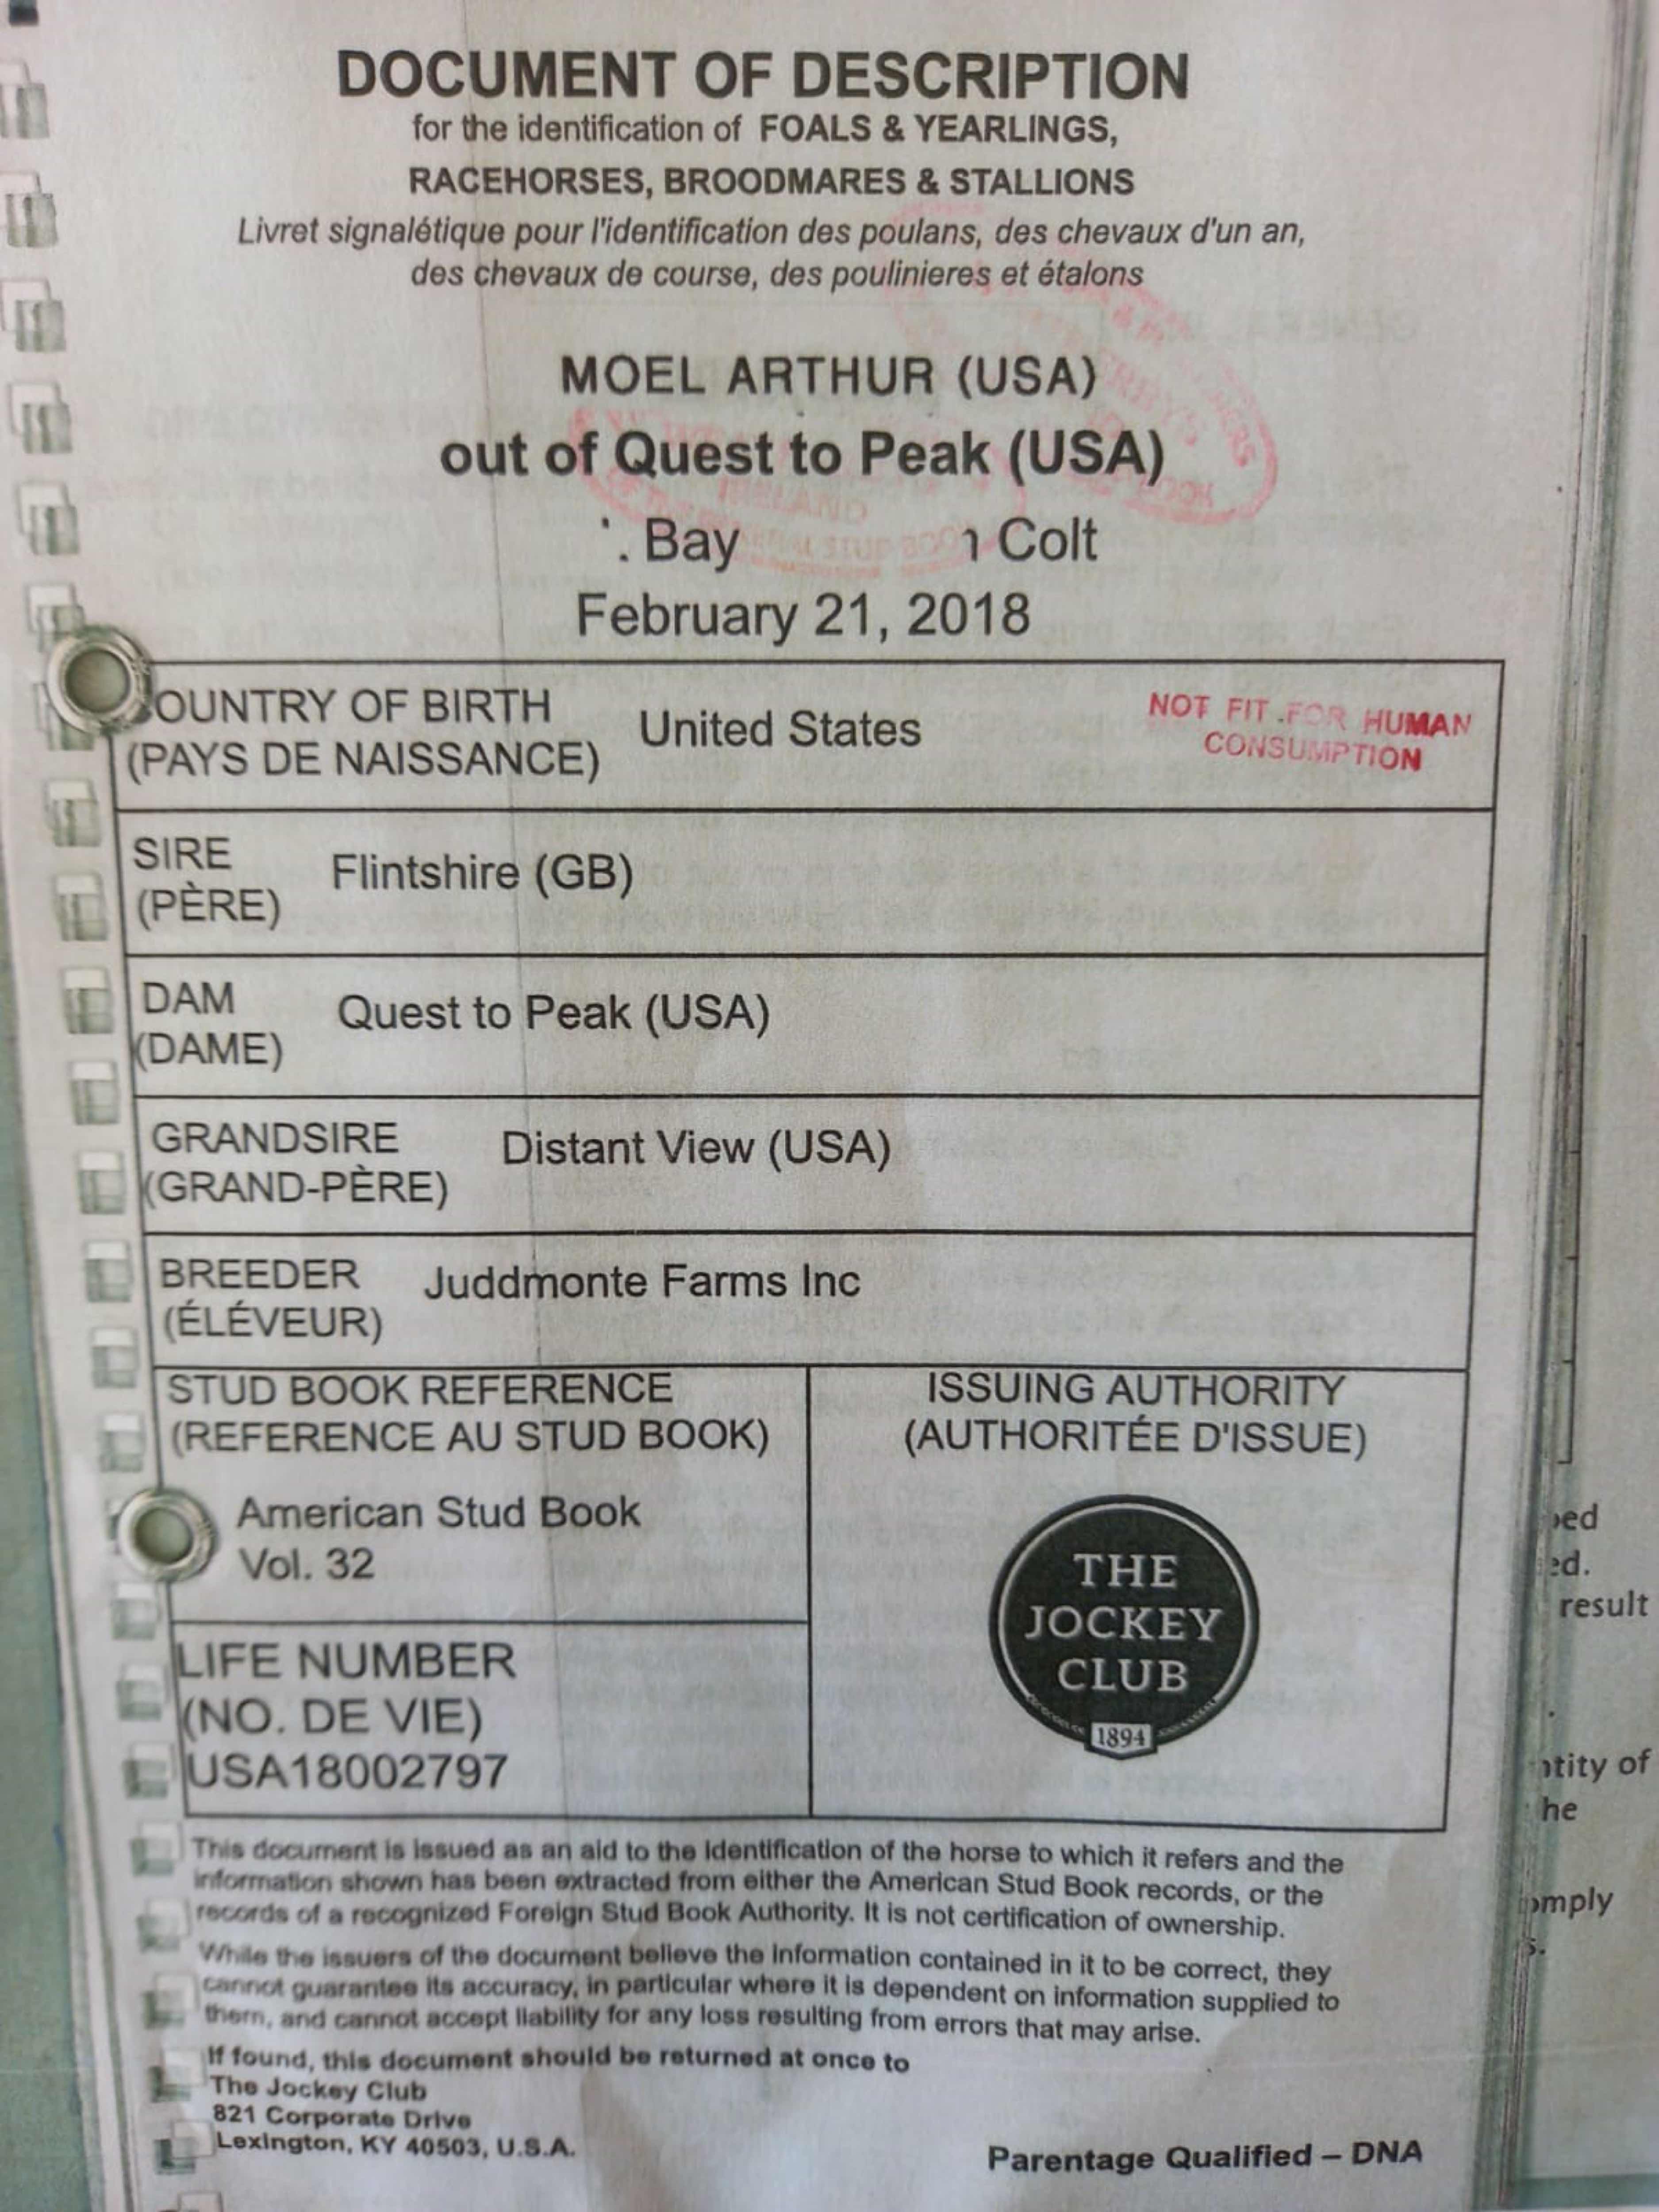 DOCUMENT OF DESCRIPTION
for the identification of FOALS & YEARLINGS,
RACEHORSES, BROODMARES & STALLIONS
Livret signalétique pour l'identification des poulans, des chevaux d'un an,
des chevaux de course, des poulinieres et étalons
MOEL ARTHUR (USA)
out of Quest to Peak (USA)
IRELAND
Bay Colt
February 21, 2018
OUNTRY OF BIRTH
(PAYS DE NAISSANCE)
United States
NOT FIT FOR HUMAN
CONSUMPTION
SIRE
(PÈRE)
Flintshire (GB)
DAM
(DAME)
Quest to Peak (USA)
GRANDSIRE
(GRAND-PÈRE)
Distant View (USA)
BREEDER
(ÉLÉVEUR)
Juddmonte Farms Inc
STUD BOOK REFERENCE
(REFERENCE AU STUD BOOK)
American Stud Book
Vol. 32
ISSUING AUTHORITY
(AUTHORITÉE D'ISSUE)
THE
JOCKEY
CLUB
1894
LIFE NUMBER
(NO. DE VIE)
USA18002797
This document is issued as an aid to the identification of the horse to which it refers and the
information shown has been extracted from either the American Stud Book records, or the
records of a recognized Foreign Stud Book Authority. It is not certification of ownership.
While the issuers of the document believe the information contained in it to be correct, they
cannot guarantee its accuracy, in particular where it is dependent on information supplied to
them, and cannot accept liability for any loss resulting from errors that may arise.
If found, this document should be returned at once to
The Jockey Club
821 Corporate Drive
Lexington, KY 40503, U.S.A.
Parentage Qualified – DNA
ed.
result
tity of
he
omply
s.